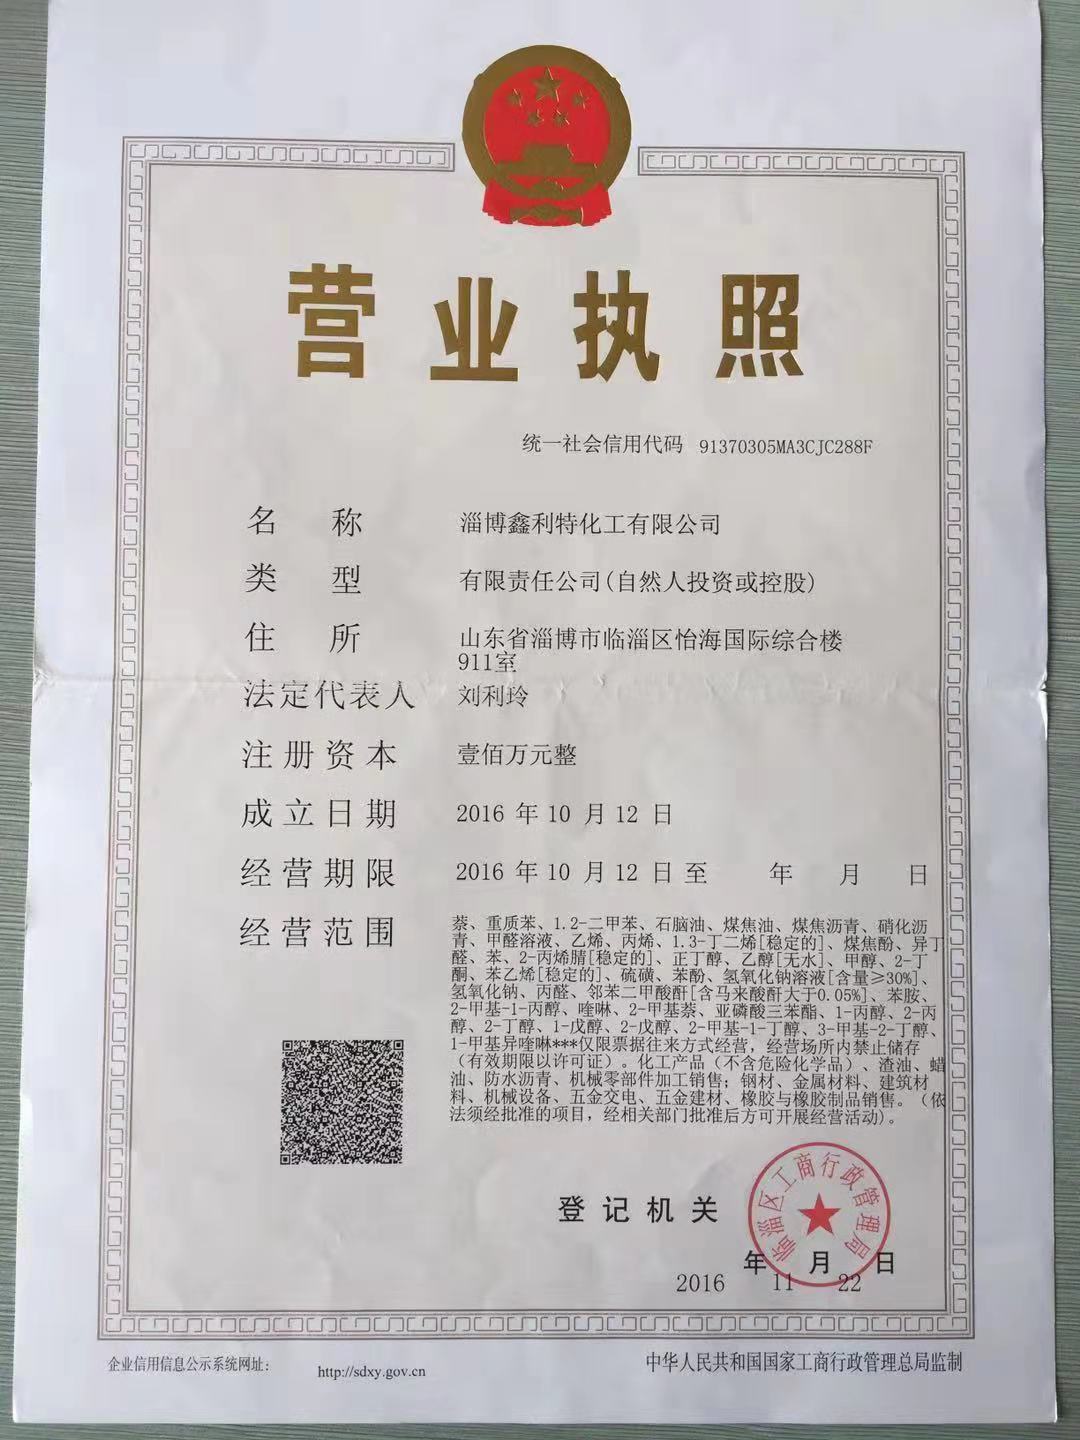 营业执照
统一社会信用代码 91370305MA3CJC288F
名称 淄博鑫利特化工有限公司
类型 有限责任公司(自然人投资或控股)
住所 山东省淄博市临淄区怡海国际综合楼
911室
法定代表人 刘利玲
注册资本 壹佰万元整
成立日期 2016 年 10 月 12 日
经营期限 2016 年 10 月 12 日 至 年 月 日
经营范围 萘、重质苯、1.2-二甲苯、石脑油、煤焦油、煤焦沥青、硝化沥
青、甲醛溶液、乙烯、丙烯、1.3-丁二烯[稳定的]、煤焦酚、异丁
醛、苯、2-丙烯腈[稳定的]、正丁醇、乙醇[无水]、甲醇、2-丁
酮、苯乙烯[稳定的]、硫磺、苯酚、氢氧化钠溶液[含量≥30%]、
氢氧化钠、丙醛、邻苯二甲酸酐[含马来酸酐大于0.05%]、苯胺、
2-甲基-1-丙醇、喹啉、2-甲基萘、亚磷酸三苯酯、1-丙醇、2-丙
醇、2-丁醇、1-戊醇、2-戊醇、2-甲基-1-丁醇、3-甲基-2-丁醇、
1-甲基异喹啉***仅限票据往来方式经营，经营场所内禁止储存
（有效期限以许可证）。化工产品（不含危险化学品）、渣油、蜡
油、防水沥青、机械零部件加工销售；钢材、金属材料、建筑材
料、机械设备、五金交电、五金建材、橡胶与橡胶制品销售。（依
法须经批准的项目，经相关部门批准后方可开展经营活动)。
登记机关
临淄区工商行政管理局
年 月 日
2016 11 22
企业信用信息公示系统网址： http://sdxy.gov.cn
中华人民共和国国家工商行政管理总局监制